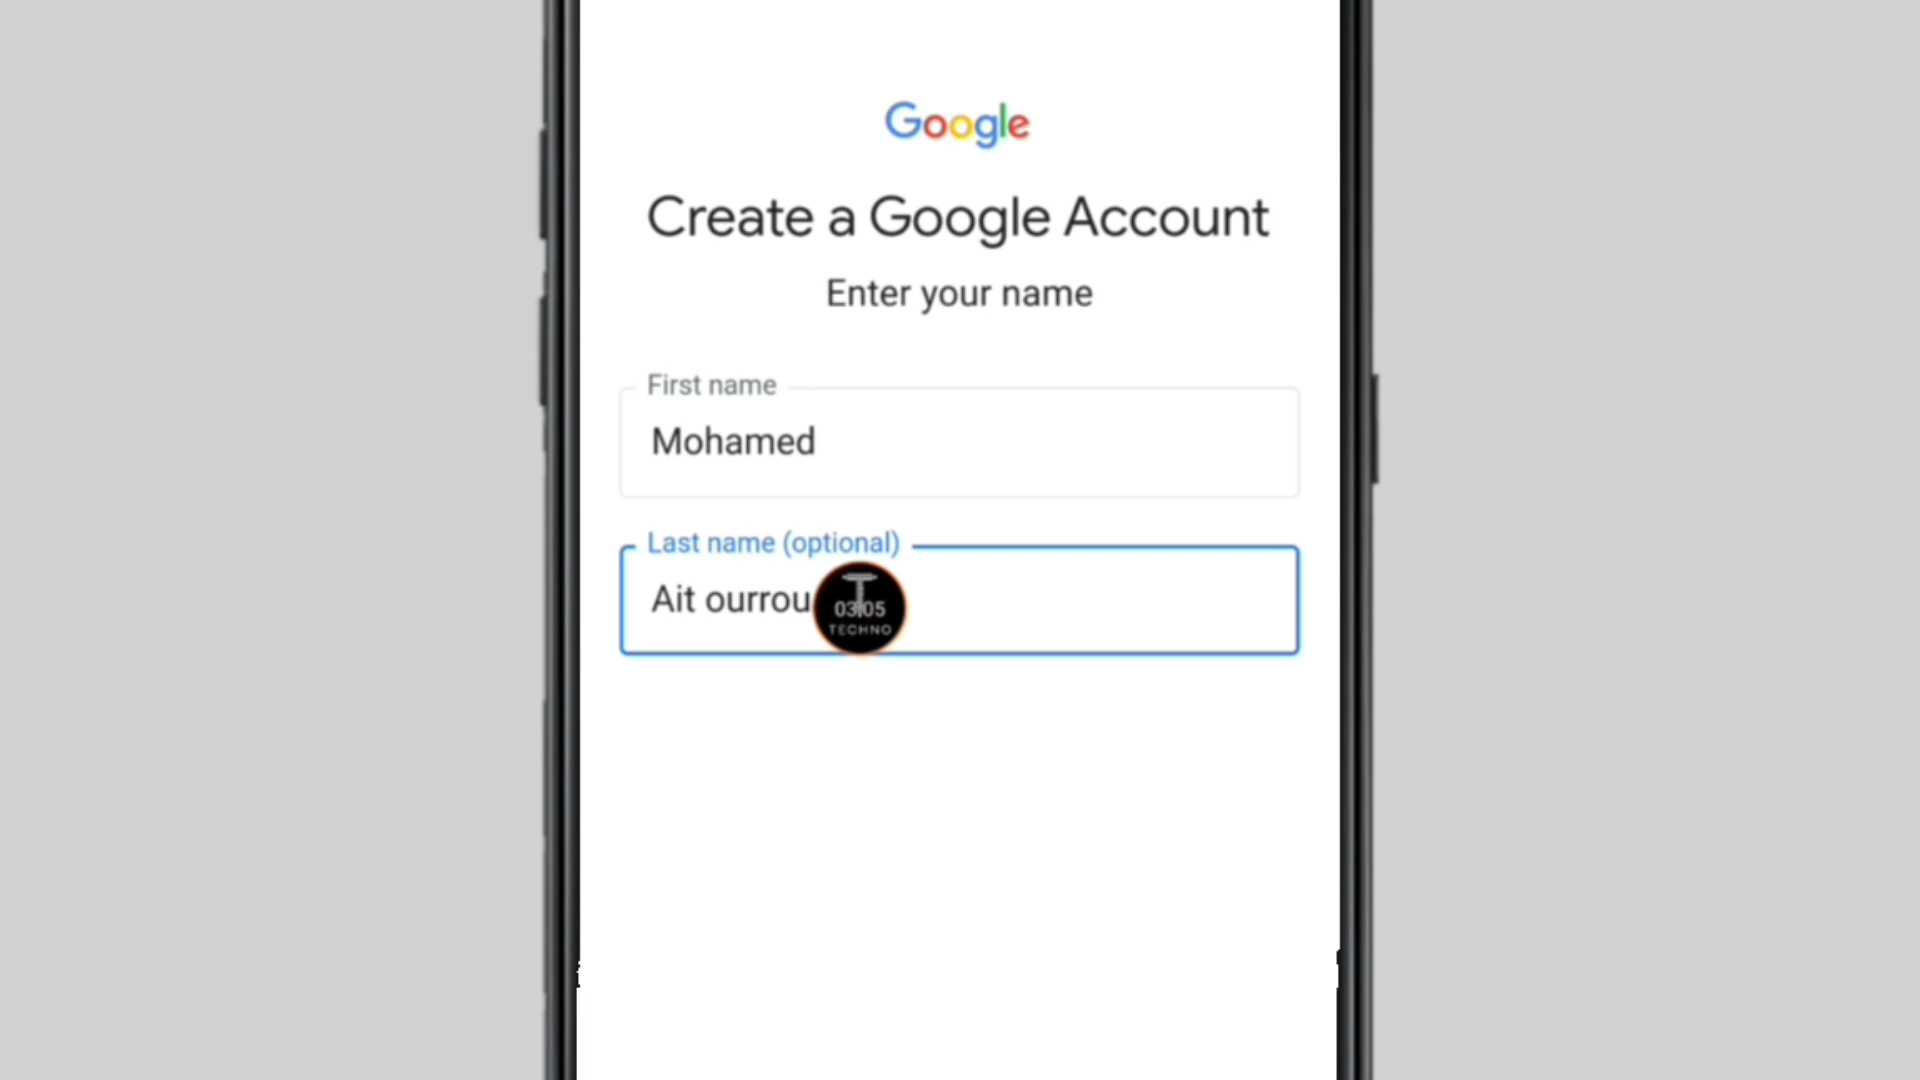 Google
Create a Google Account
Enter your name
First name
Mohamed
Last name (optional)
Ait ourrou
03:05
TECHNO